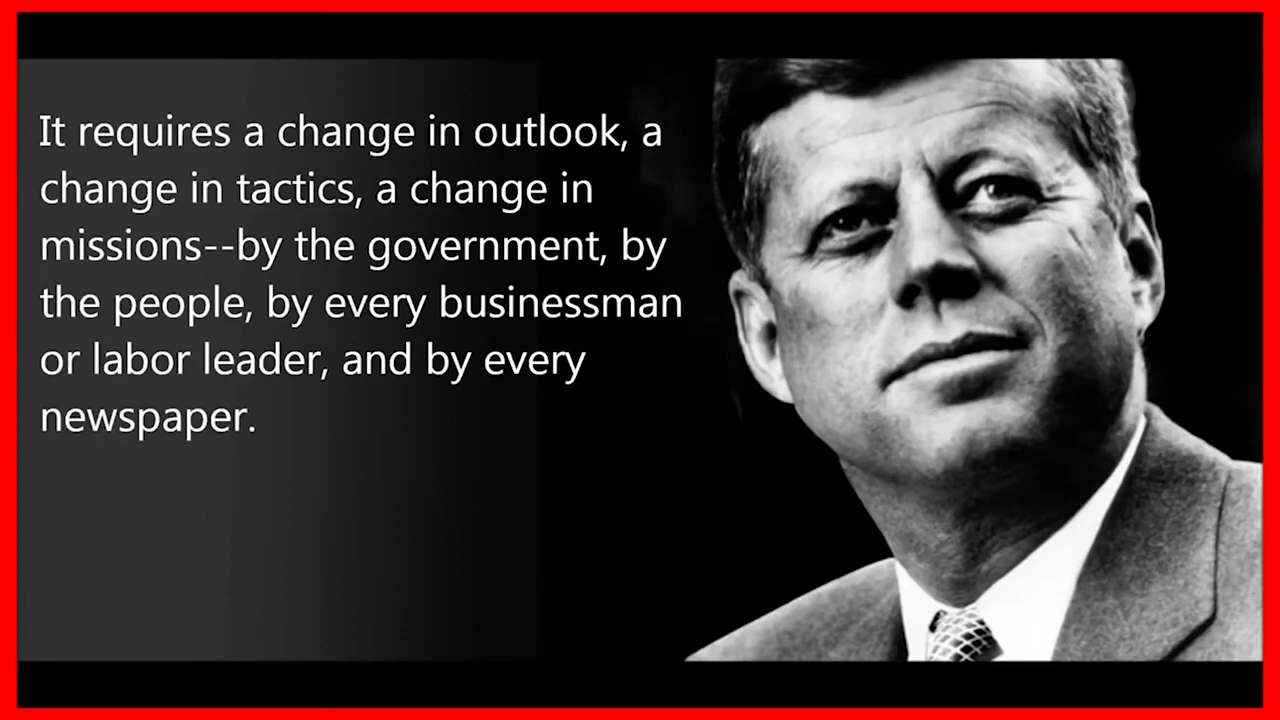 It requires a change in outlook, a
change in tactics, a change in
missions--by the government, by
the people, by every businessman
or labor leader, and by every
newspaper.